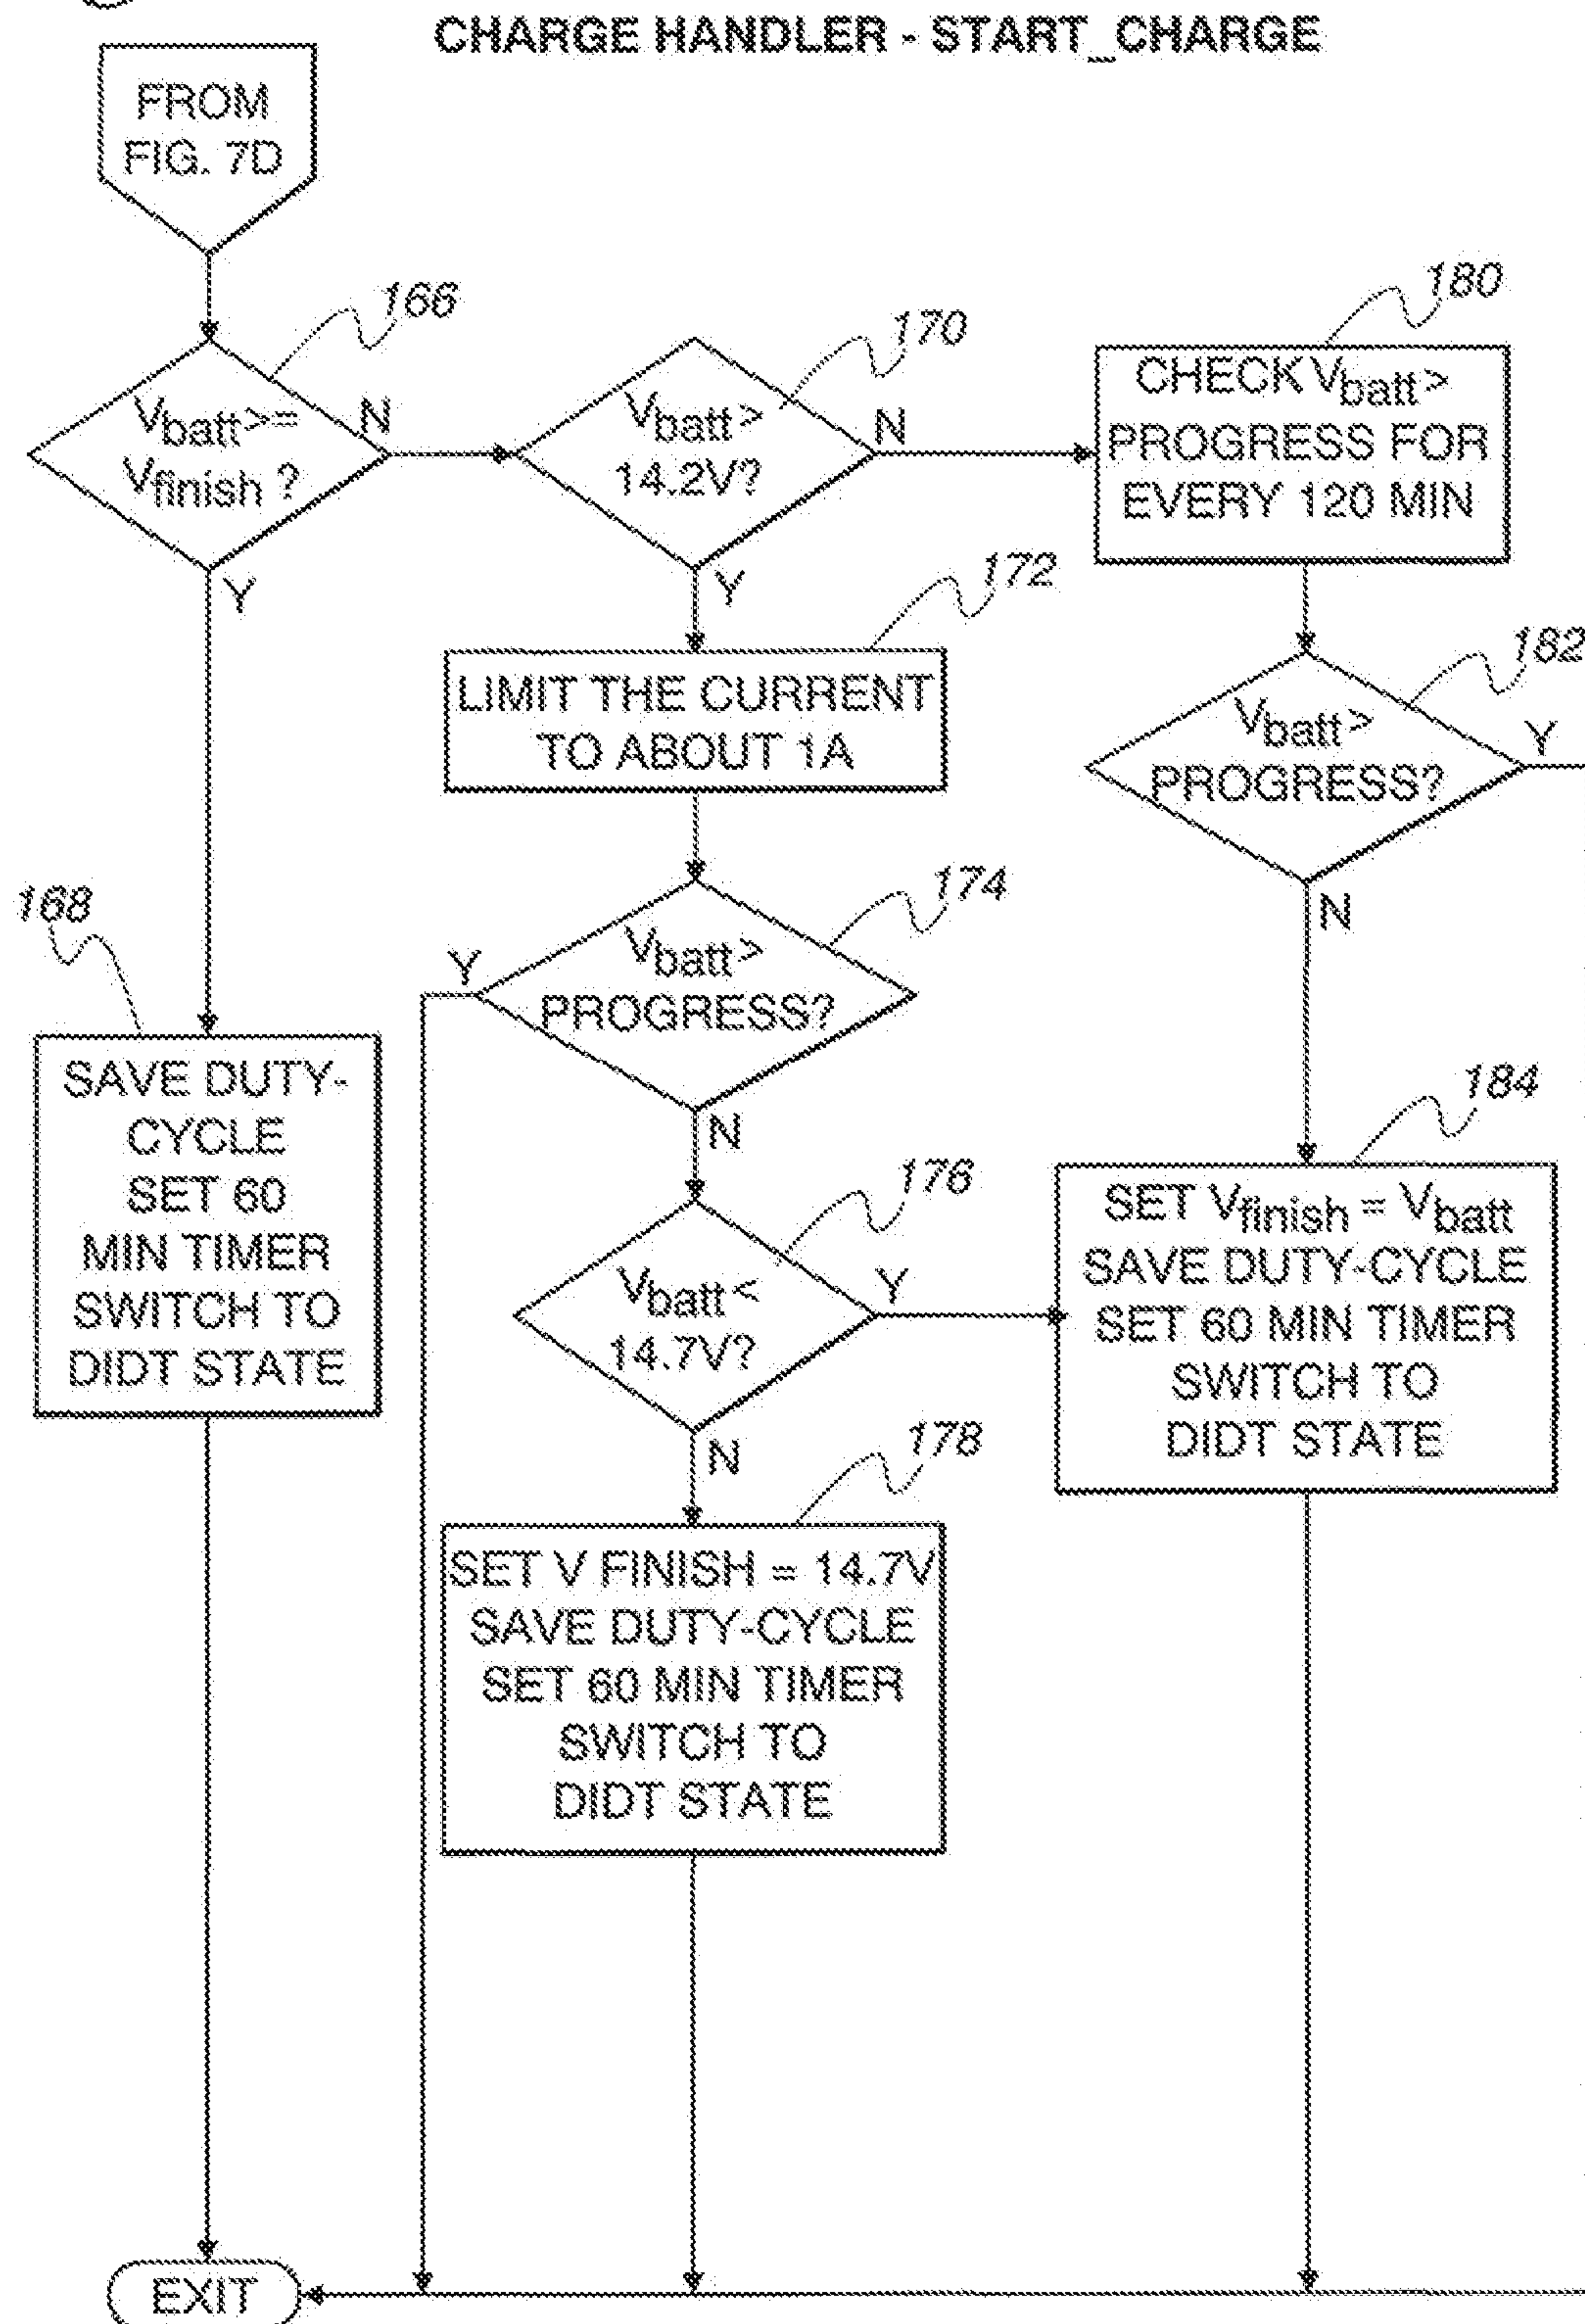 CHARGE HANDLER - START_CHARGE
FROM
FIG. 7D
166
Vbatt>=
Vfinish ?
N
Y
170
Vbatt>
14.2V?
N
Y
180
CHECK Vbatt>
PROGRESS FOR
EVERY 120 MIN
172
LIMIT THE CURRENT
TO ABOUT 1A
182
Vbatt>
PROGRESS?
Y
N
168
SAVE DUTY-
CYCLE
SET 60
MIN TIMER
SWITCH TO
DIDT STATE
174
Vbatt>
PROGRESS?
Y
N
176
Vbatt<
14.7V?
Y
N
184
SET Vfinish = Vbatt
SAVE DUTY-CYCLE
SET 60 MIN TIMER
SWITCH TO
DIDT STATE
178
SET V FINISH = 14.7V
SAVE DUTY-CYCLE
SET 60 MIN TIMER
SWITCH TO
DIDT STATE
EXIT